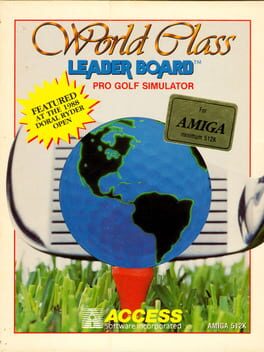 World Class
LEADER BOARD™
PRO GOLF SIMULATOR
FEATURED
AT THE 1988
DORAL RYDER
OPEN
For
AMIGA
minimum 512K
ACCESS
Software Incorporated
AMIGA 512K